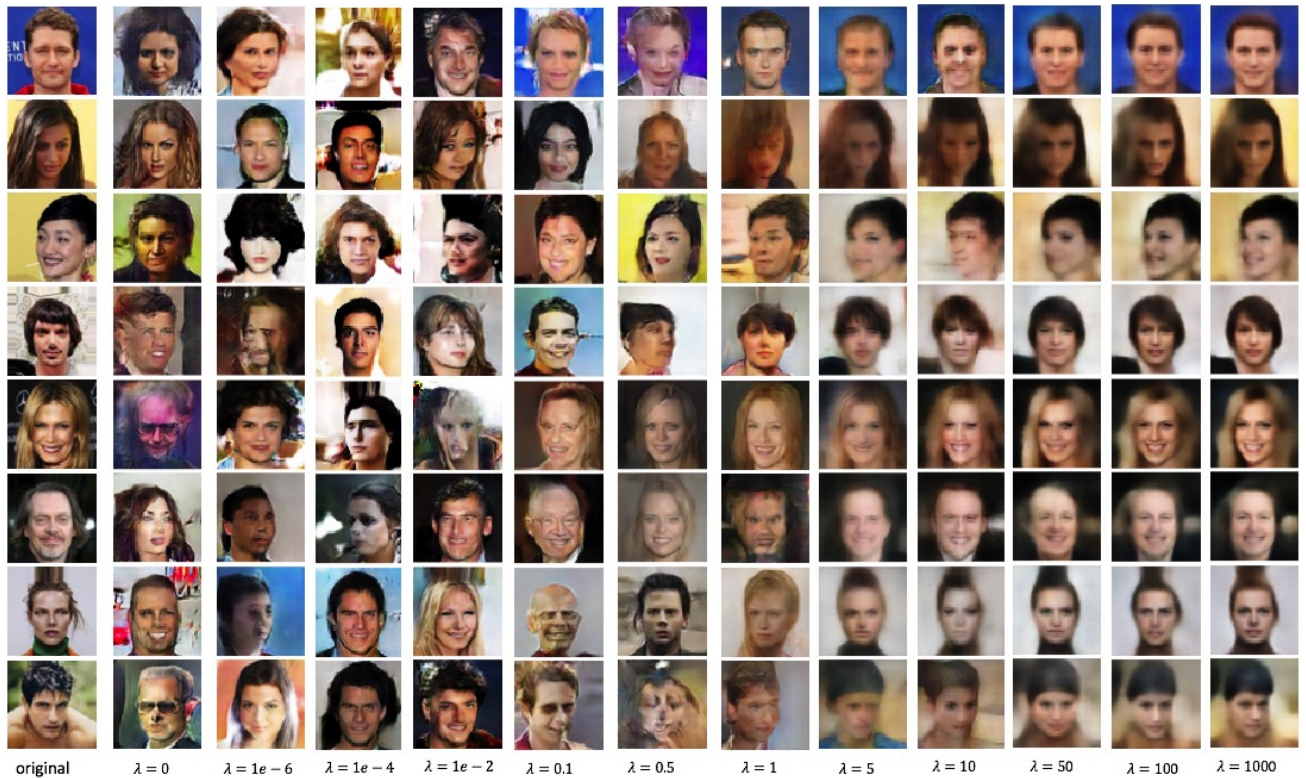 ENT
TIO
original λ = 0 λ = 1e − 6 λ = 1e − 4 λ = 1e − 2 λ = 0.1 λ = 0.5 λ = 1 λ = 5 λ = 10 λ = 50 λ = 100 λ = 1000